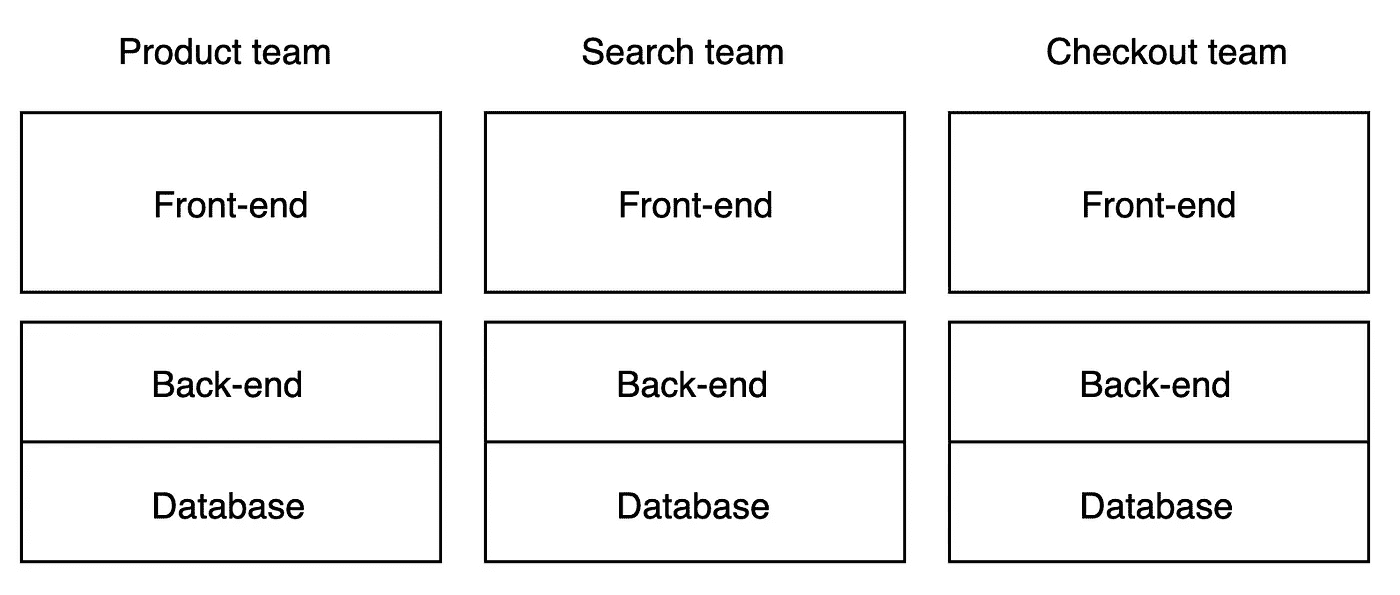 Product team
Search team
Checkout team
Front-end
Front-end
Front-end
Back-end
Back-end
Back-end
Database
Database
Database